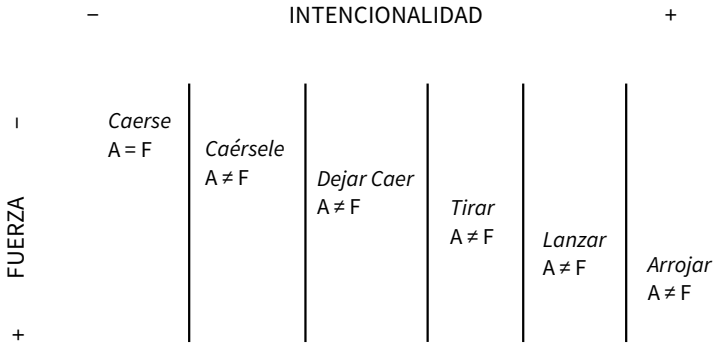 − INTENCIONALIDAD +
− FUERZA +
Caerse
A = F
Caérsele
A ≠ F
Dejar Caer
A ≠ F
Tirar
A ≠ F
Lanzar
A ≠ F
Arrojar
A ≠ F